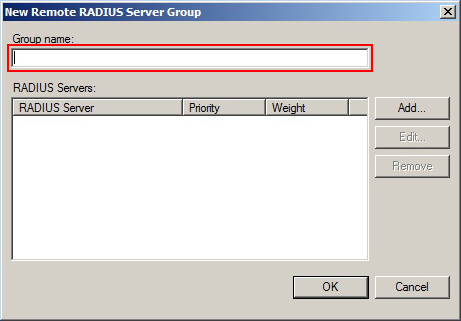 New Remote RADIUS Server Group
Group name:
RADIUS Servers:
RADIUS Server Priority Weight
Add...
Edit...
Remove
OK Cancel